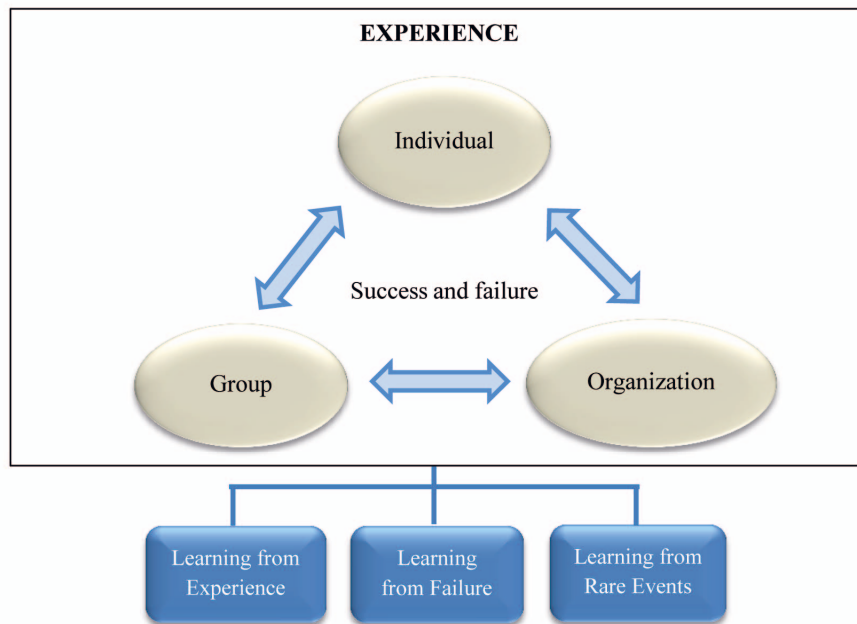 EXPERIENCE
Individual
Success and failure
Group
Organization
Learning from
Experience
Learning
from Failure
Learning from
Rare Events